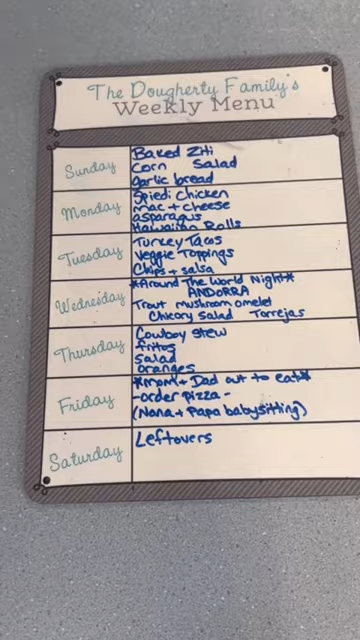 The Dougherty Family's
Weekly Menu
Sunday
Baked Ziti
Corn Salad
garlic bread
Monday
Spiedi Chicken
mac + cheese
asparagus
Hawaiian Rolls
Tuesday
Turkey Tacos
Veggie Toppings
Chips + salsa
Wednesday
*Around The World Night*
ANDORRA
Trout mushroom omelet
Chicory Salad Torrejas
Thursday
Cowboy Stew
fritos
salad
oranges
Friday
*Mom + Dad out to eat*
-order pizza-
(Nana + Papa babysitting)
Saturday
Leftovers